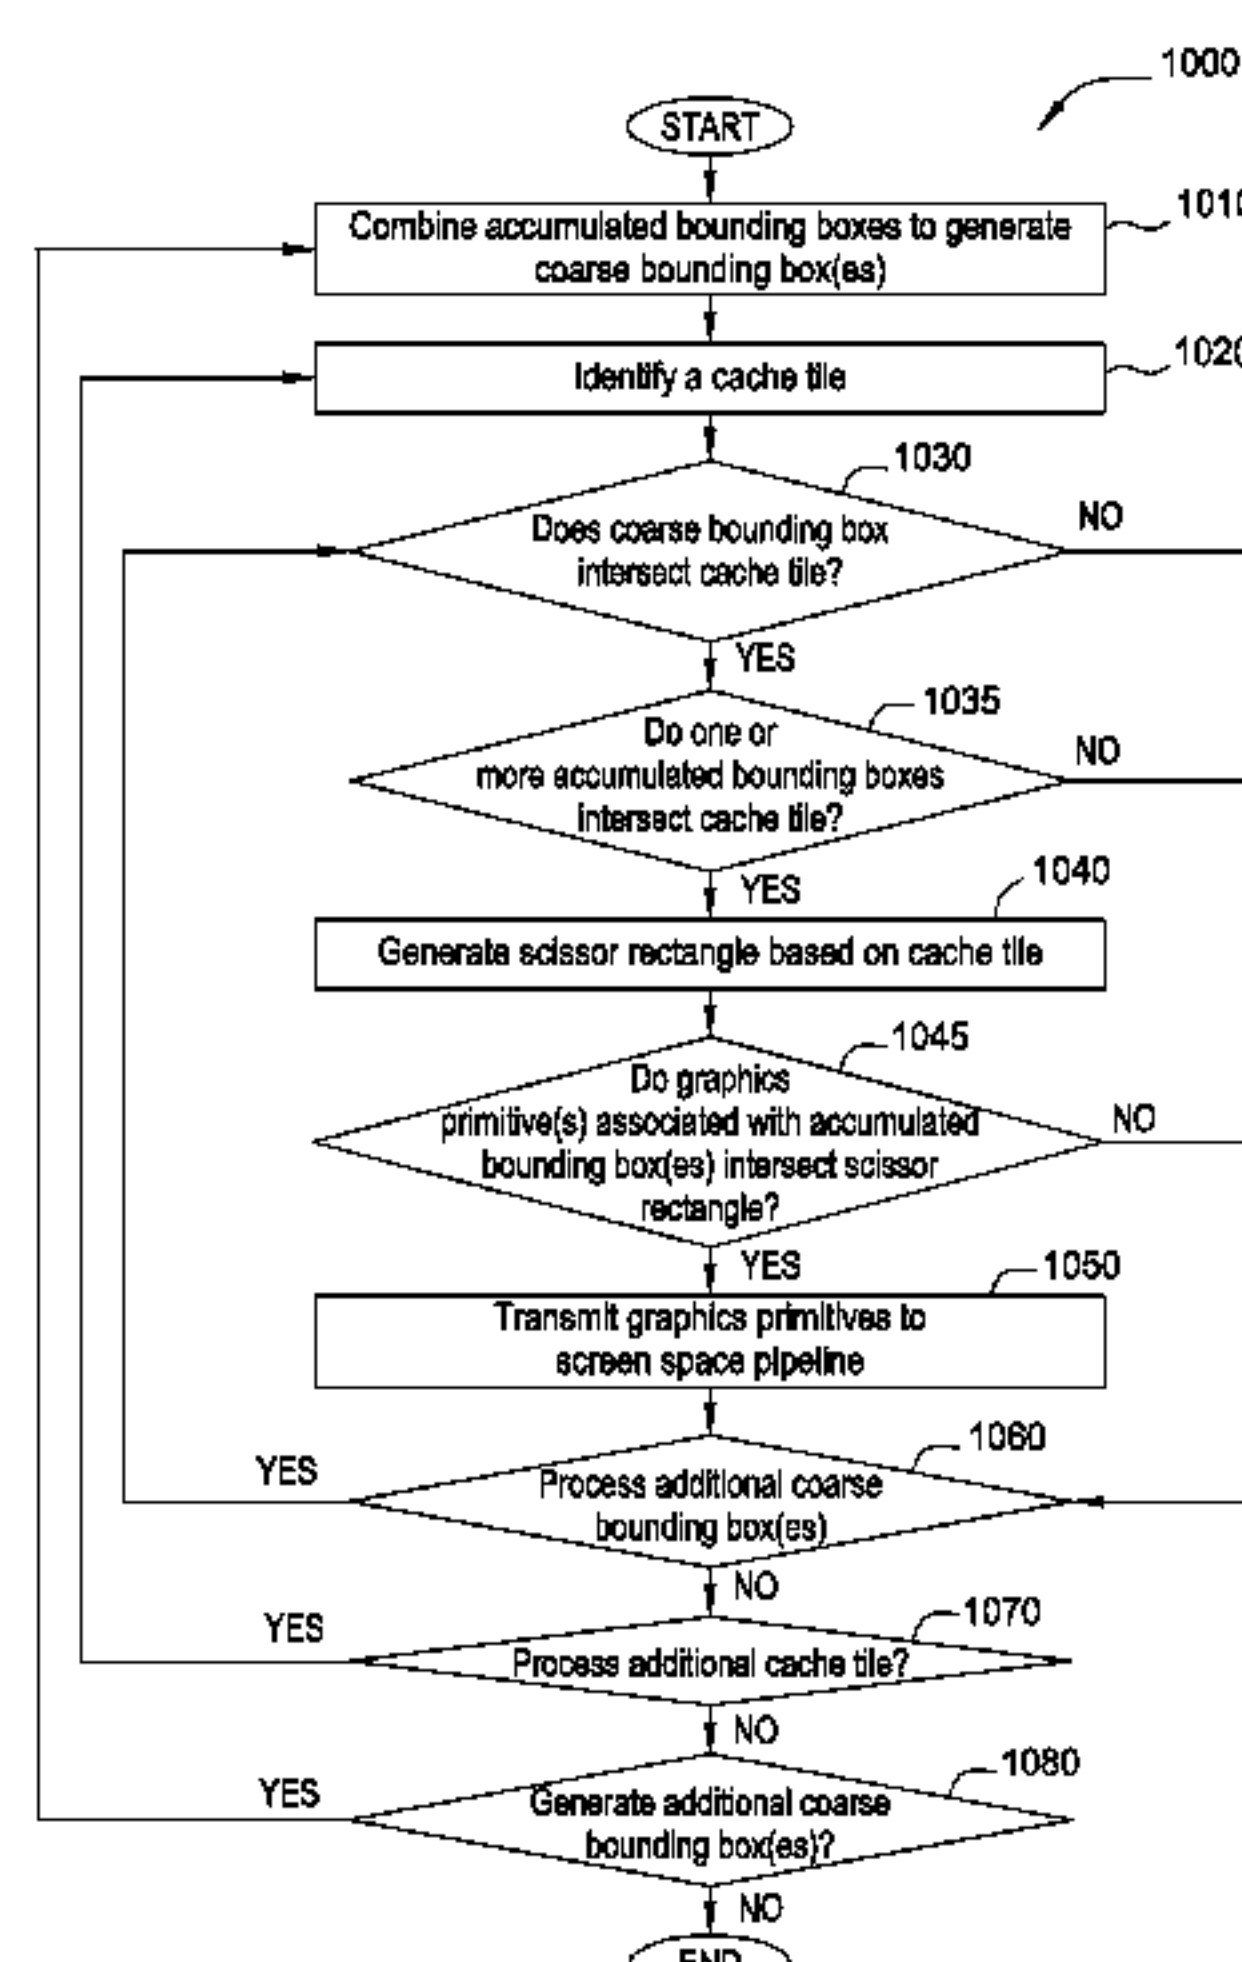 1000
START
Combine accumulated bounding boxes to generate
coarse bounding box(es)
1010
Identify a cache tile
1020
1030
Does coarse bounding box
intersect cache tile?
NO
YES
1035
Do one or
more accumulated bounding boxes
intersect cache tile?
NO
YES
1040
Generate scissor rectangle based on cache tile
1045
Do graphics
primitive(s) associated with accumulated
bounding box(es) intersect scissor
rectangle?
NO
YES
1050
Transmit graphics primitives to
screen space pipeline
1060
Process additional coarse
bounding box(es)
YES
NO
1070
Process additional cache tile?
YES
NO
1080
Generate additional coarse
bounding box(es)?
YES
NO
END